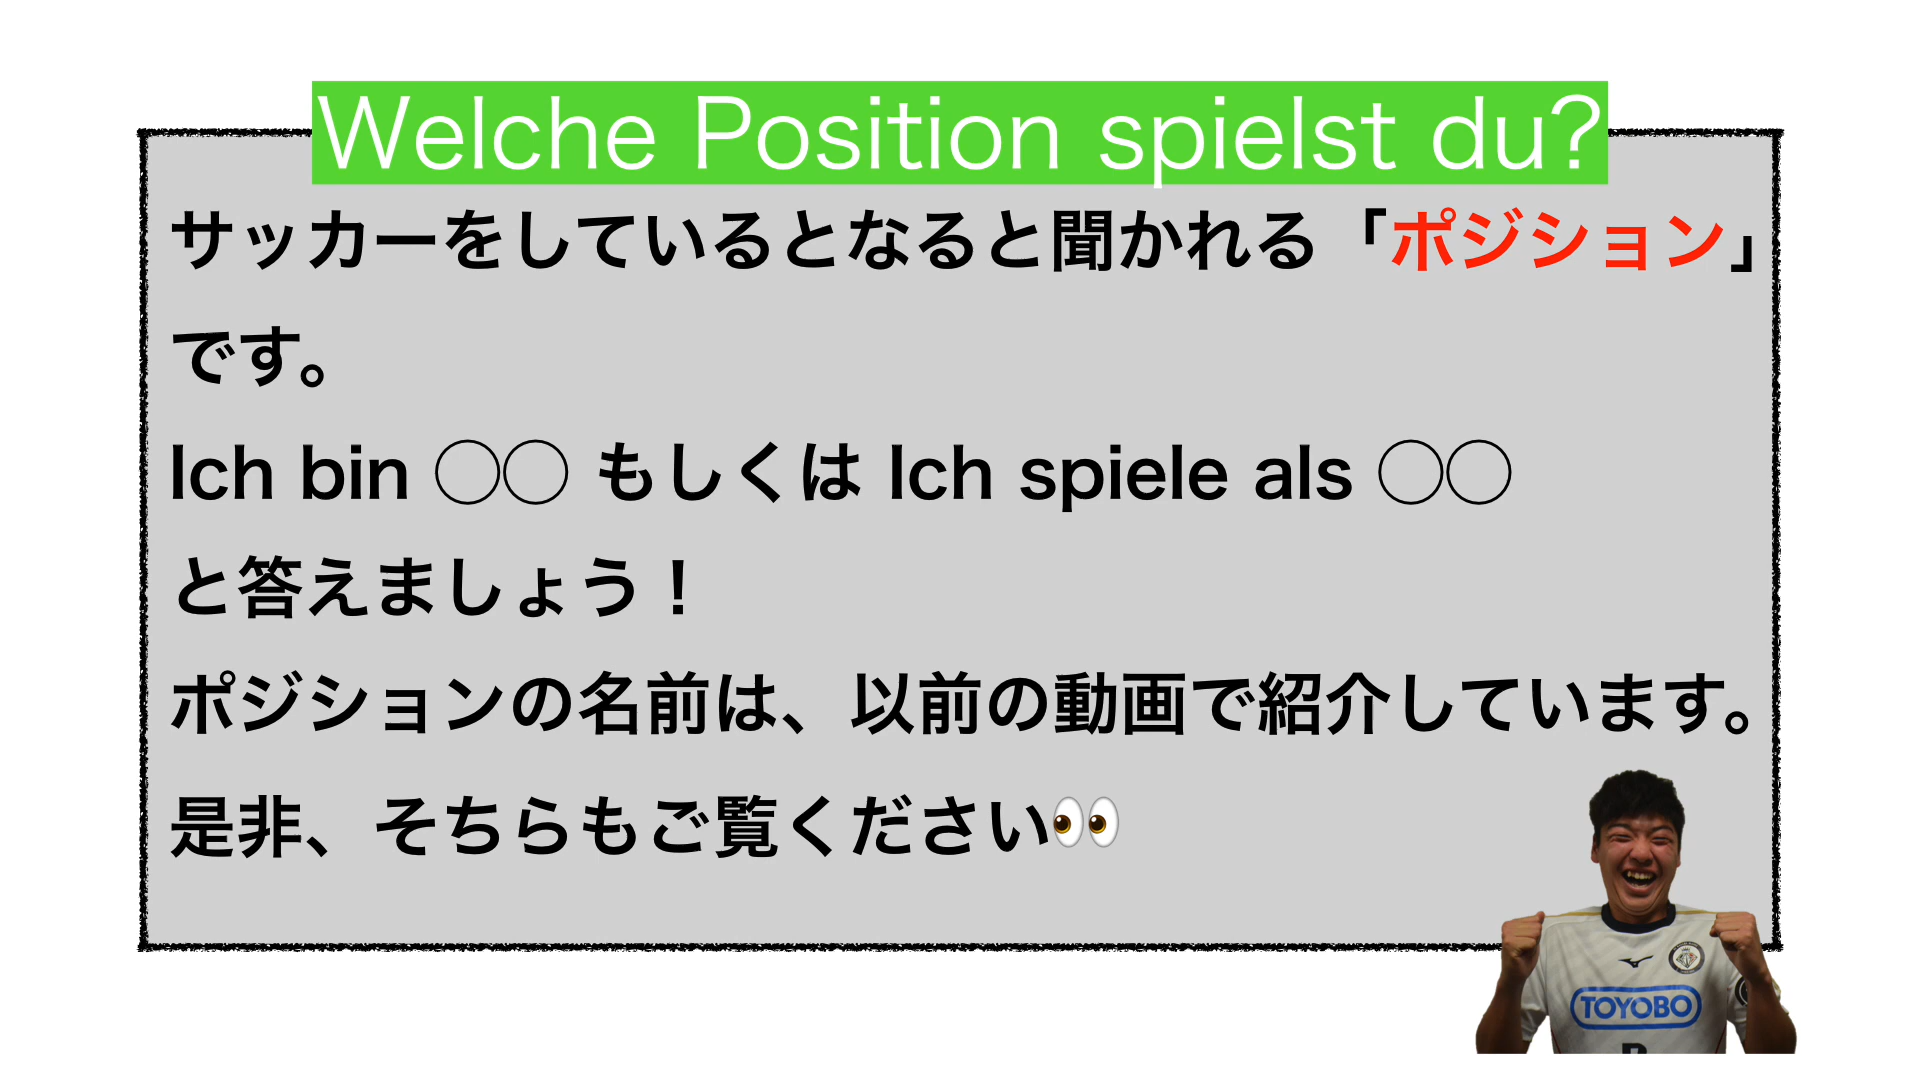 Welche Position spielst du?
サッカーをしているとなると聞かれる「ポジション」
です。
Ich bin ◯◯ もしくは Ich spiele als ◯◯
と答えましょう！
ポジションの名前は、以前の動画で紹介しています。
是非、そちらもご覧ください👀
TOYOBO